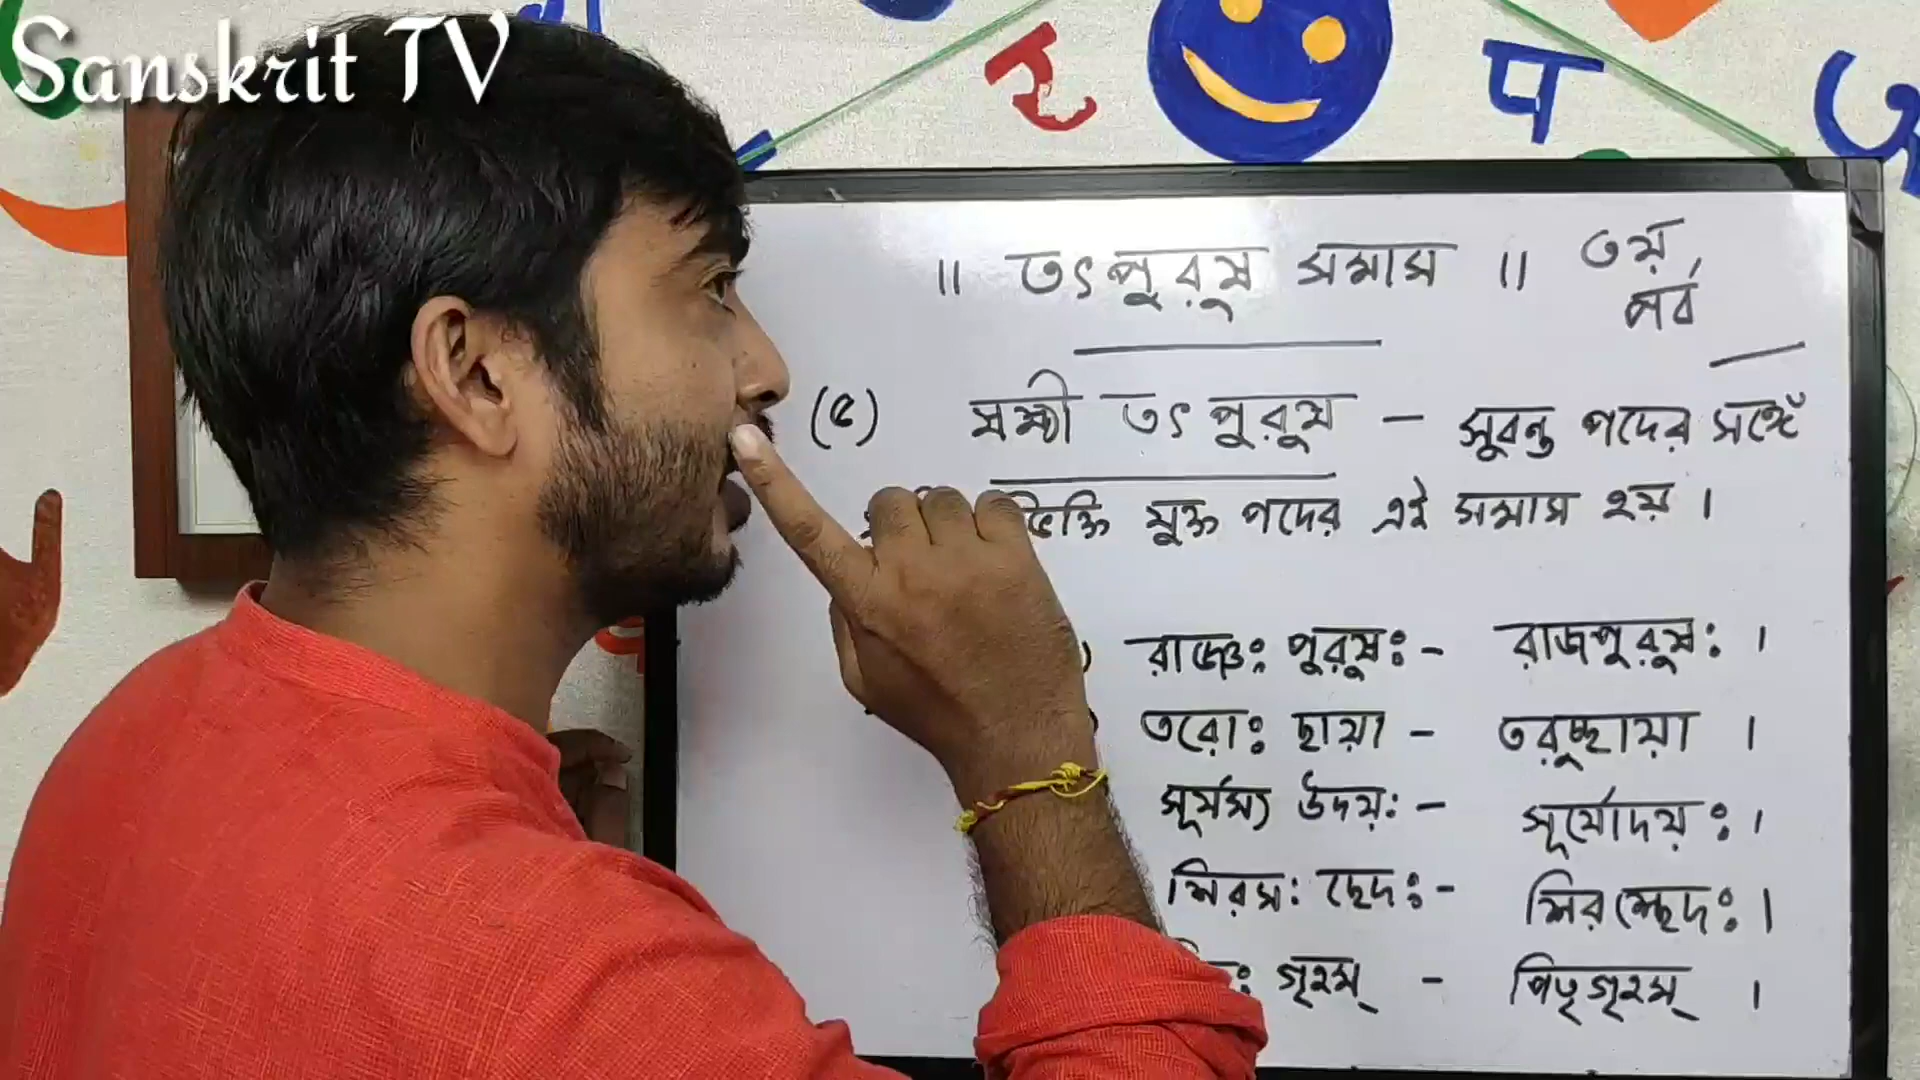 Sanskrit TV
র
प
॥ তৎপুরুষ সমাস ॥ ৩য় পর্ব
(৫) ষষ্ঠী তৎপুরুষ – সুবন্ত পদের সঙ্গে
যুক্ত পদের এই সমাস হয় ।
রাজ্ঞঃ পুরুষঃ - রাজপুরুষঃ ।
তরোঃ ছায়া - তরুচ্ছায়া ।
সূর্যস্য উদয়ঃ - সূর্যোদয়ঃ ।
শিরসঃ ছেদঃ - শিরশ্ছেদঃ ।
গৃহম্ - পিতৃগৃহম্ ।